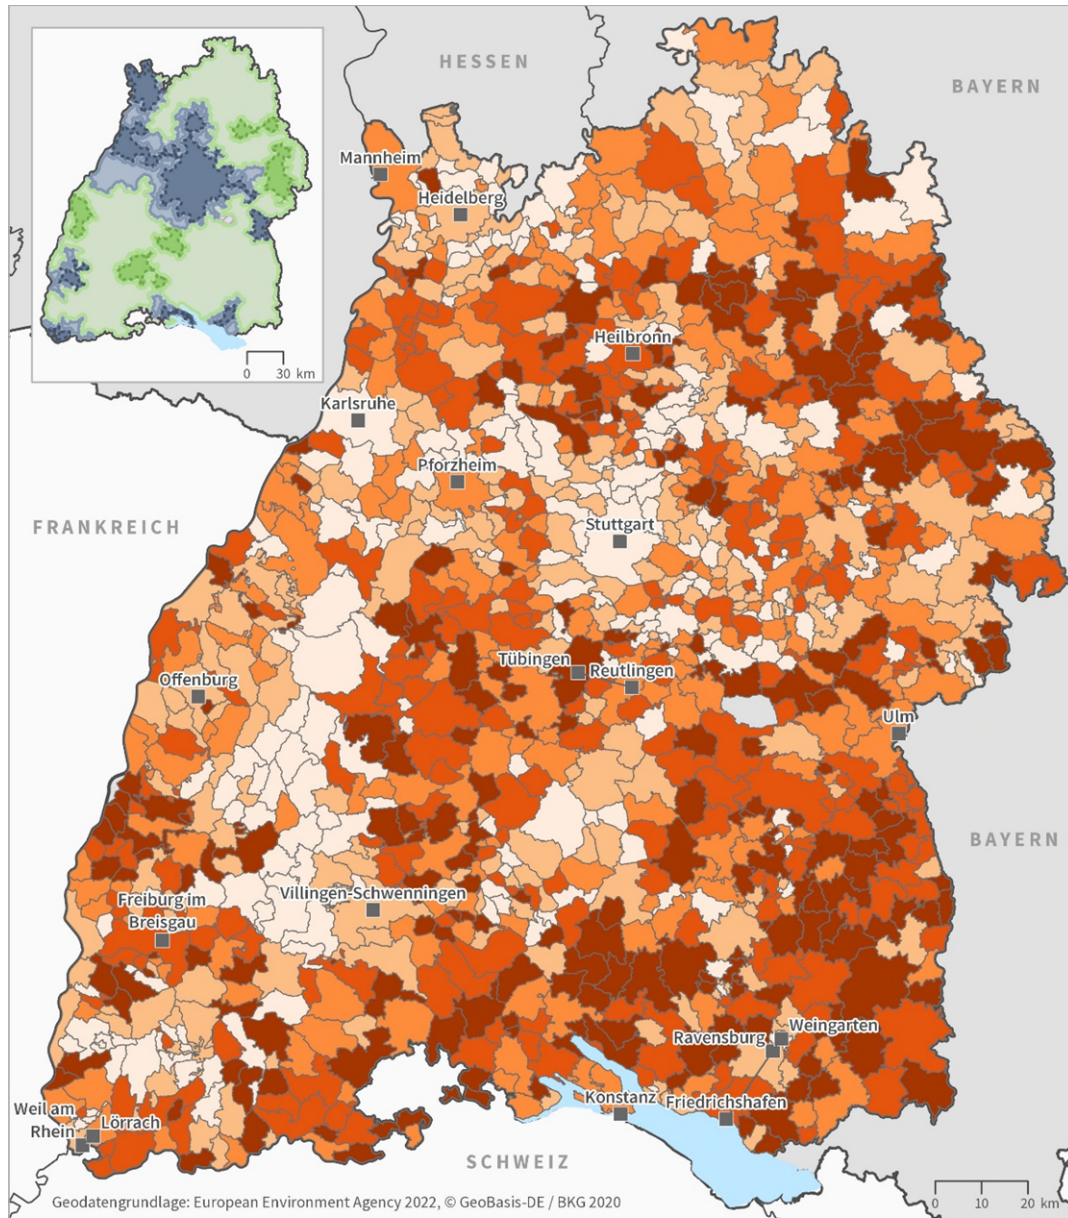 HESSEN
BAYERN
0 30 km
Mannheim
Heidelberg
Heilbronn
Karlsruhe
Pforzheim
FRANKREICH
Stuttgart
Tübingen
Reutlingen
Offenburg
Ulm
BAYERN
Villingen-Schwenningen
Freiburg im
Breisgau
Weingarten
Ravensburg
Konstanz
Friedrichshafen
Weil am
Rhein
Lörrach
SCHWEIZ
0 10 20 km
Geodatengrundlage: European Environment Agency 2022, © GeoBasis-DE / BKG 2020